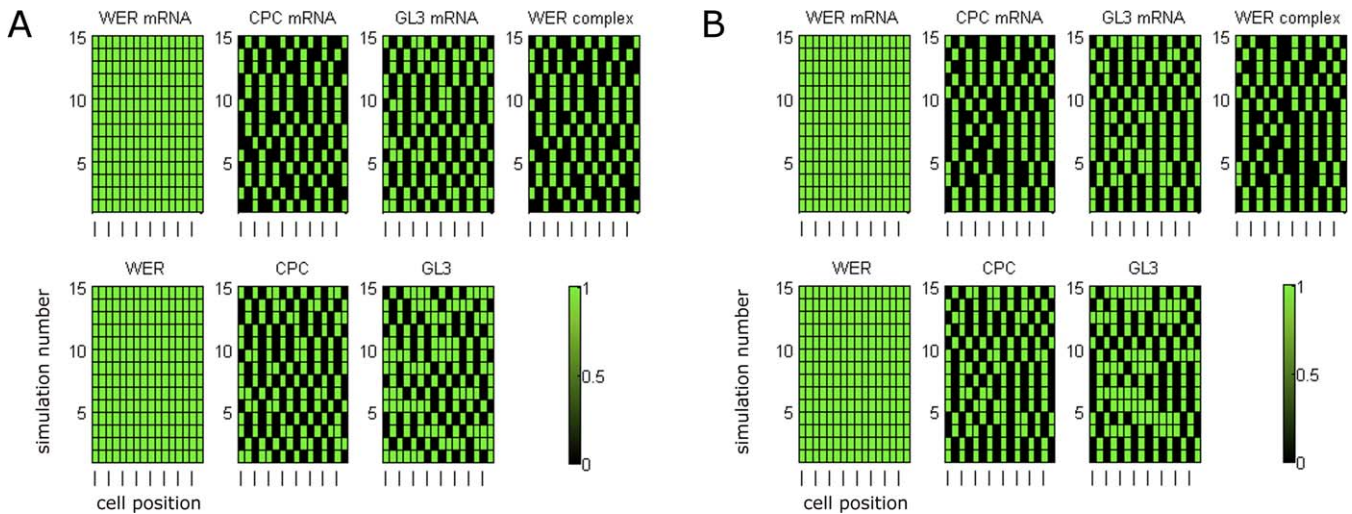 A
WER mRNA CPC mRNA GL3 mRNA WER complex
15 15 15 15
10 10 10 10
5 5 5 5
WER CPC GL3
15 15 15
10 10 10
5 5 5
simulation number
cell position
1
0.5
0
B
WER mRNA CPC mRNA GL3 mRNA WER complex
15 15 15 15
10 10 10 10
5 5 5 5
WER CPC GL3
15 15 15
10 10 10
5 5 5
simulation number
cell position
1
0.5
0